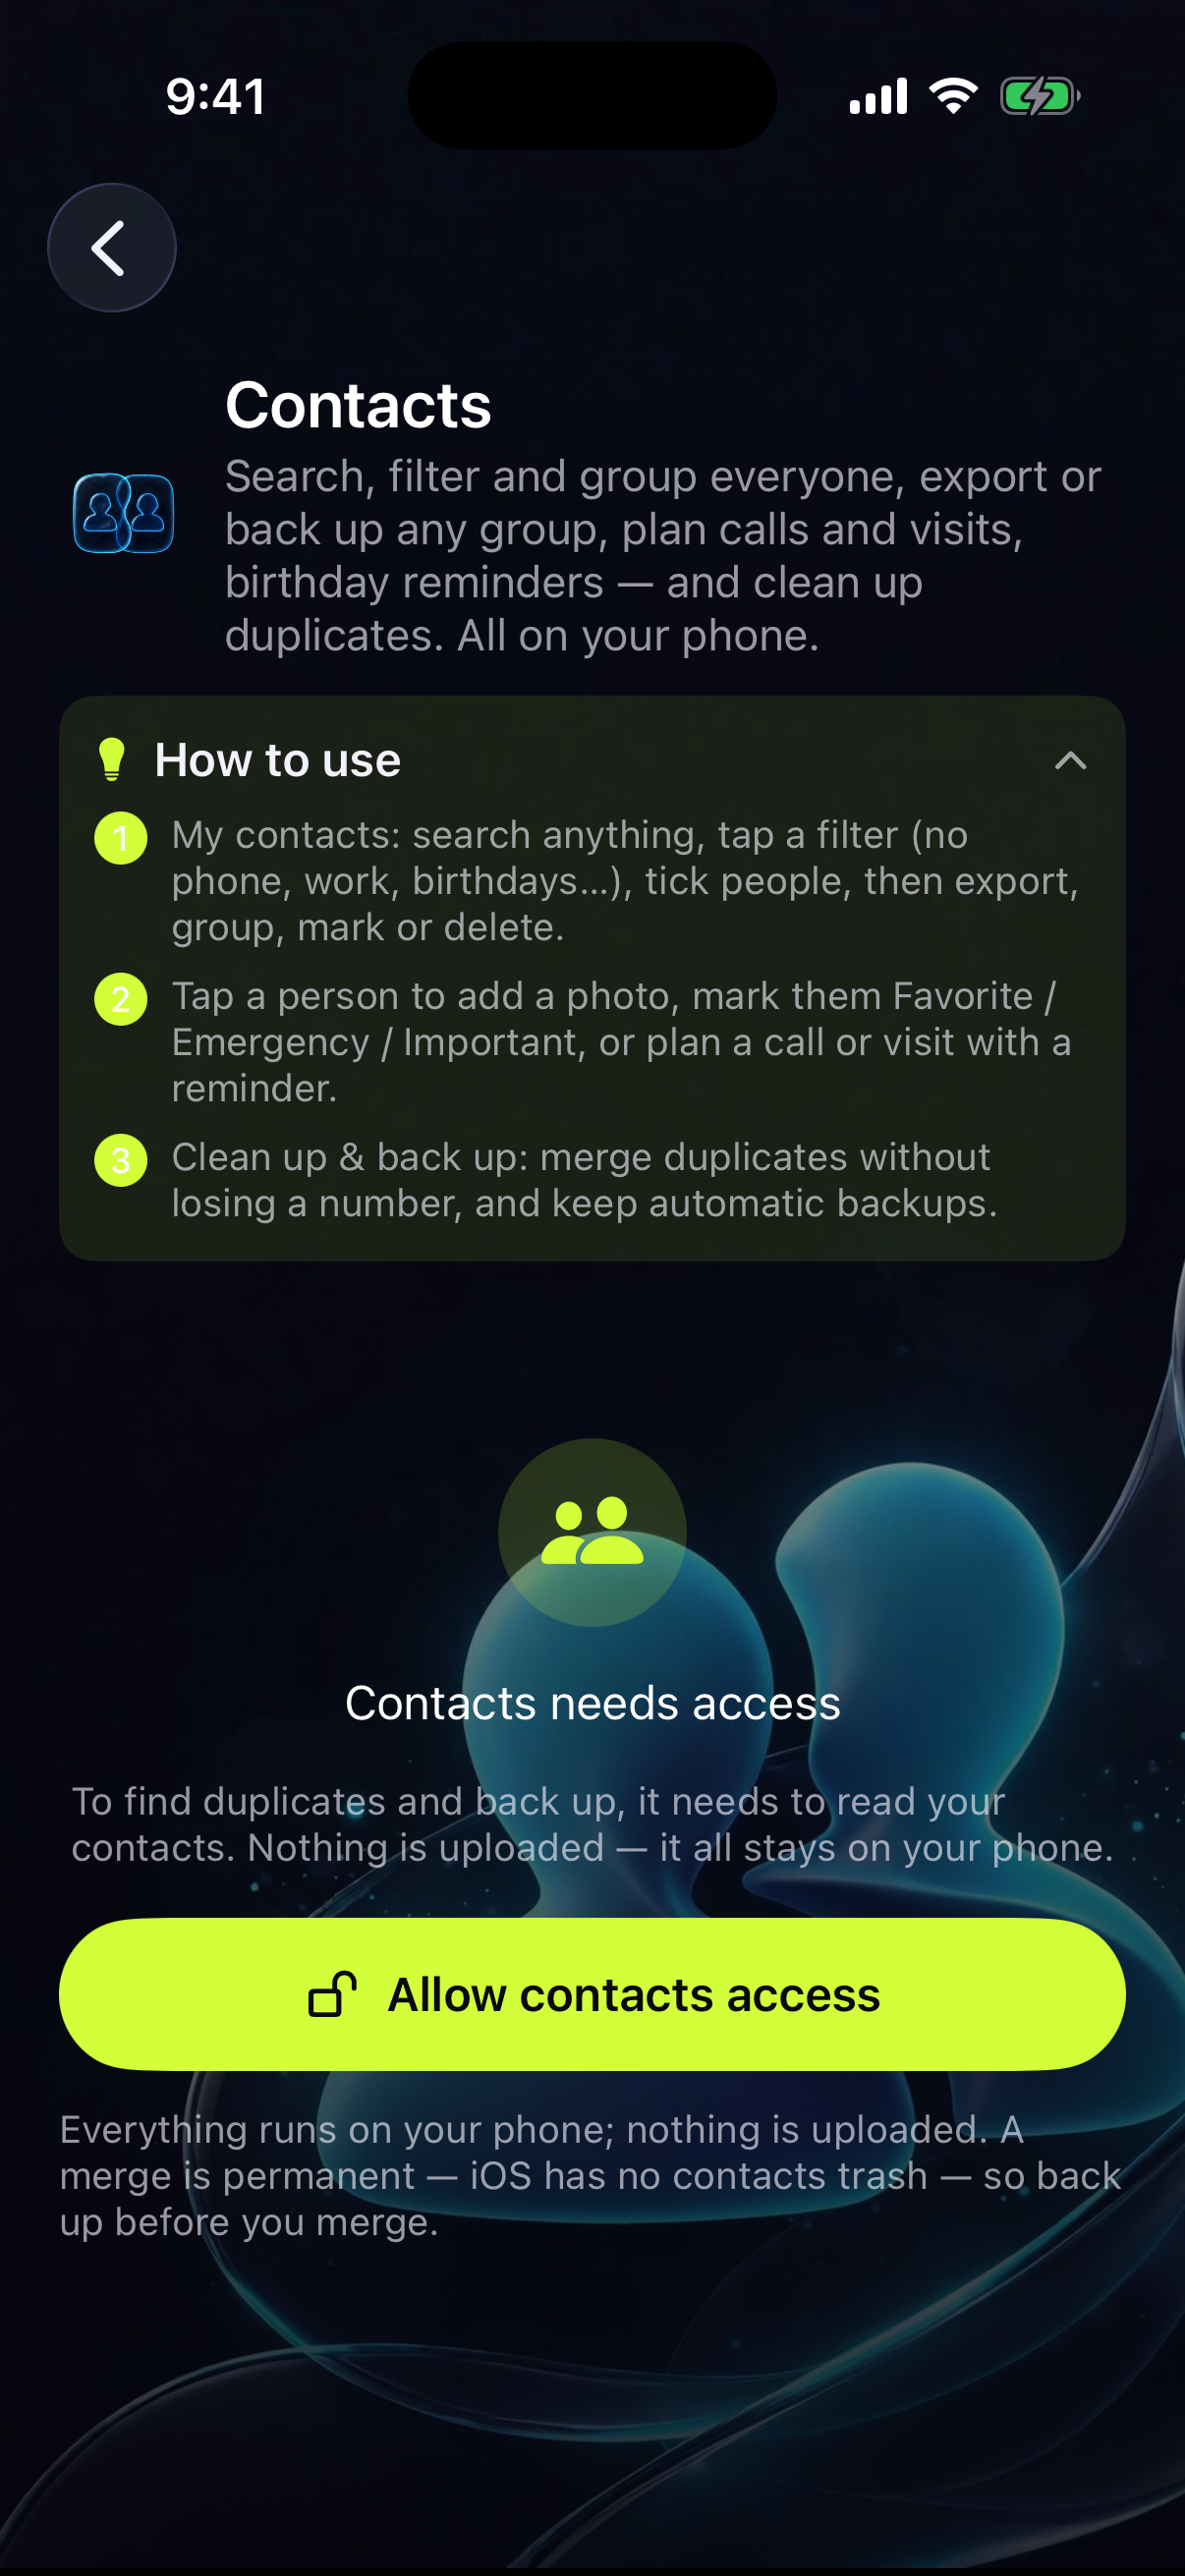 9:41
Contacts
Search, filter and group everyone, export or
back up any group, plan calls and visits,
birthday reminders — and clean up
duplicates. All on your phone.
How to use
1 My contacts: search anything, tap a filter (no
phone, work, birthdays...), tick people, then export,
group, mark or delete.
2 Tap a person to add a photo, mark them Favorite /
Emergency / Important, or plan a call or visit with a
reminder.
3 Clean up & back up: merge duplicates without
losing a number, and keep automatic backups.
Contacts needs access
To find duplicates and back up, it needs to read your
contacts. Nothing is uploaded — it all stays on your phone.
Allow contacts access
Everything runs on your phone; nothing is uploaded. A
merge is permanent — iOS has no contacts trash — so back
up before you merge.